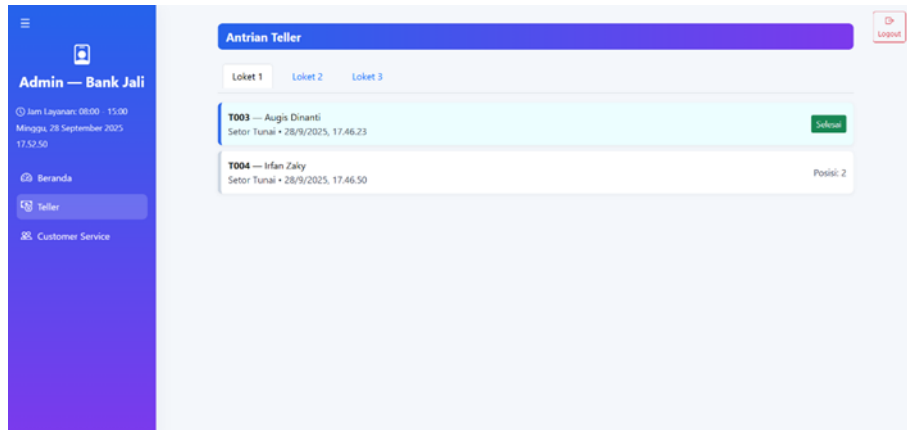 Admin — Bank Jali
Jam Layanan: 08:00 - 15:00
Minggu, 28 September 2025
17.52.50
Beranda
Teller
Customer Service
Antrian Teller
Logout
Loket 1 Loket 2 Loket 3
T003 — Augis Dinanti
Setor Tunai • 28/9/2025, 17.46.23
Selesai
T004 — Irfan Zaky
Setor Tunai • 28/9/2025, 17.46.50
Posisi: 2